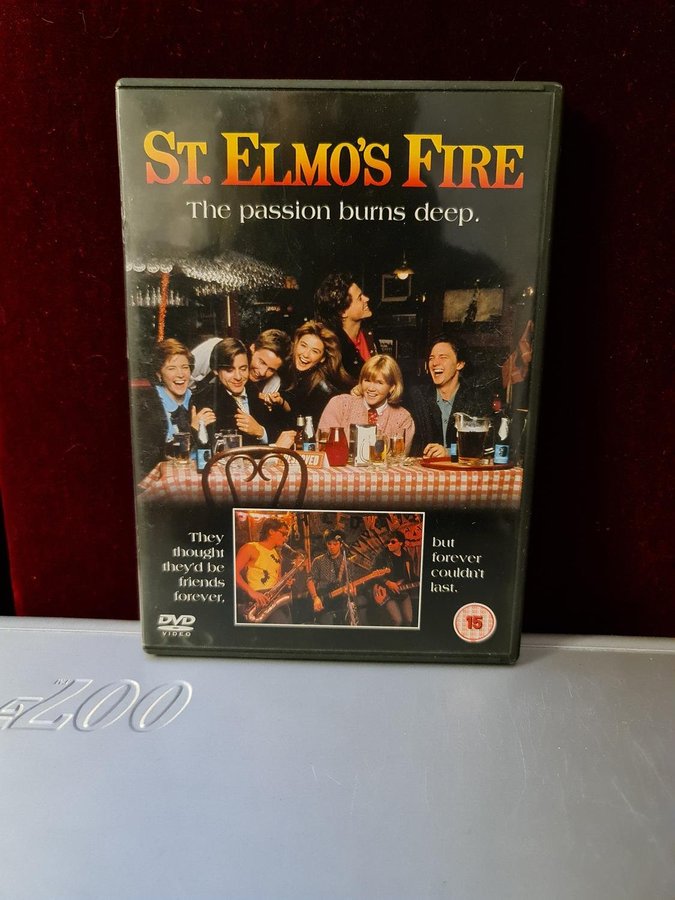 ST. ELMO'S FIRE
The passion burns deep.
They
thought
they'd be
friends
forever,
but
forever
couldn't
last.
DVD
VIDEO
15
007